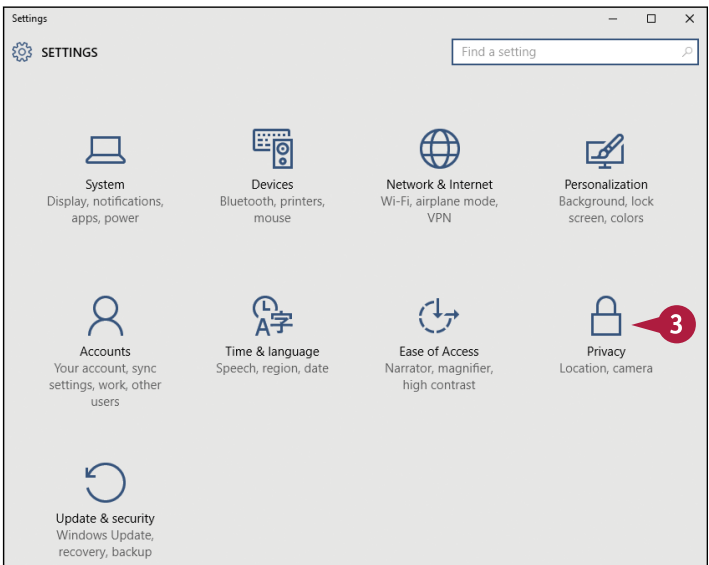 Settings
SETTINGS
Find a setting
System
Display, notifications,
apps, power
Devices
Bluetooth, printers,
mouse
Network & Internet
Wi-Fi, airplane mode,
VPN
Personalization
Background, lock
screen, colors
Accounts
Your account, sync
settings, work, other
users
A字
Time & language
Speech, region, date
Ease of Access
Narrator, magnifier,
high contrast
3
Privacy
Location, camera
Update & security
Windows Update,
recovery, backup